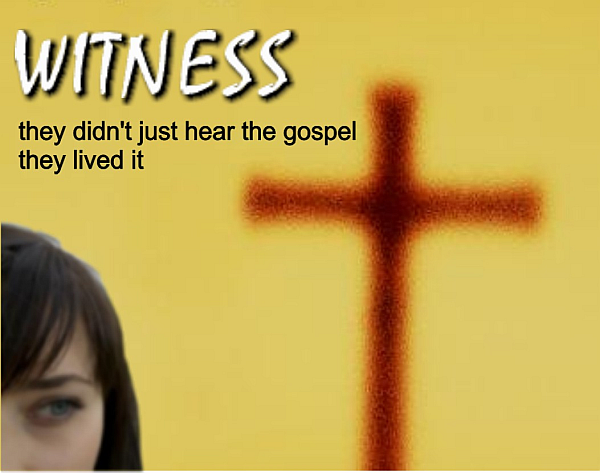 WITNESS
they didn't just hear the gospel
they lived it